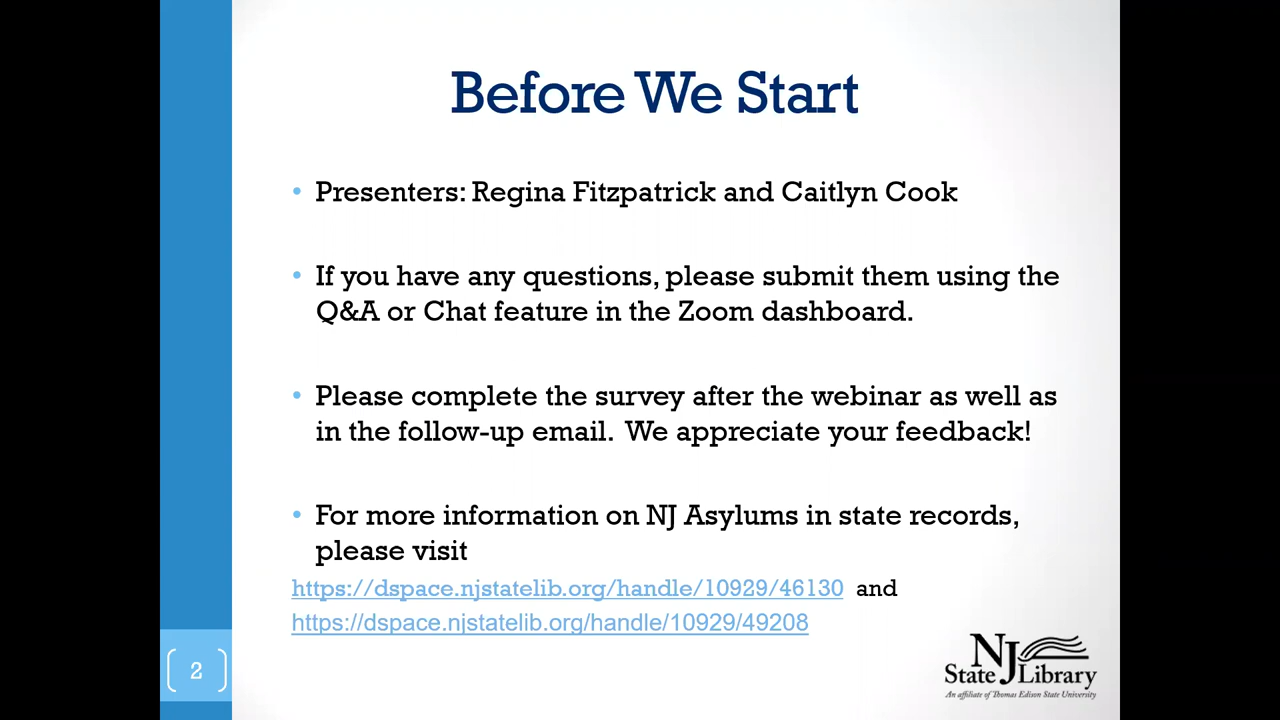 Before We Start
• Presenters: Regina Fitzpatrick and Caitlyn Cook
• If you have any questions, please submit them using the
Q&A or Chat feature in the Zoom dashboard.
• Please complete the survey after the webinar as well as
in the follow-up email.  We appreciate your feedback!
• For more information on NJ Asylums in state records,
please visit
https://dspace.njstatelib.org/handle/10929/46130  and
https://dspace.njstatelib.org/handle/10929/49208
2
NJ
State Library
An affiliate of Thomas Edison State University